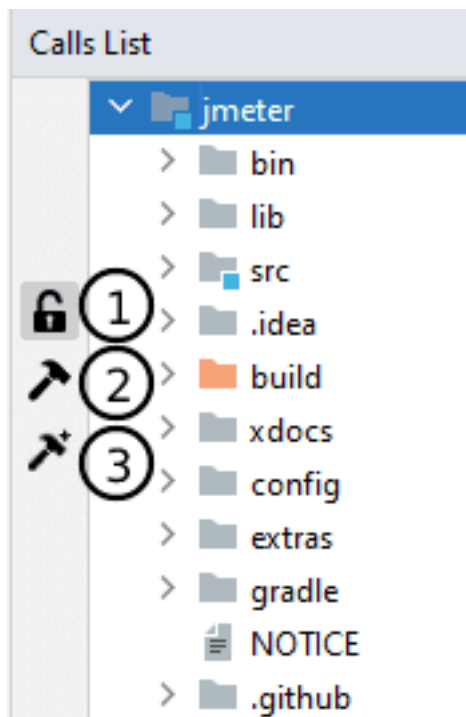 Calls List
jmeter
bin
lib
src
1
.idea
2
build
xdocs
3
config
extras
gradle
NOTICE
.github